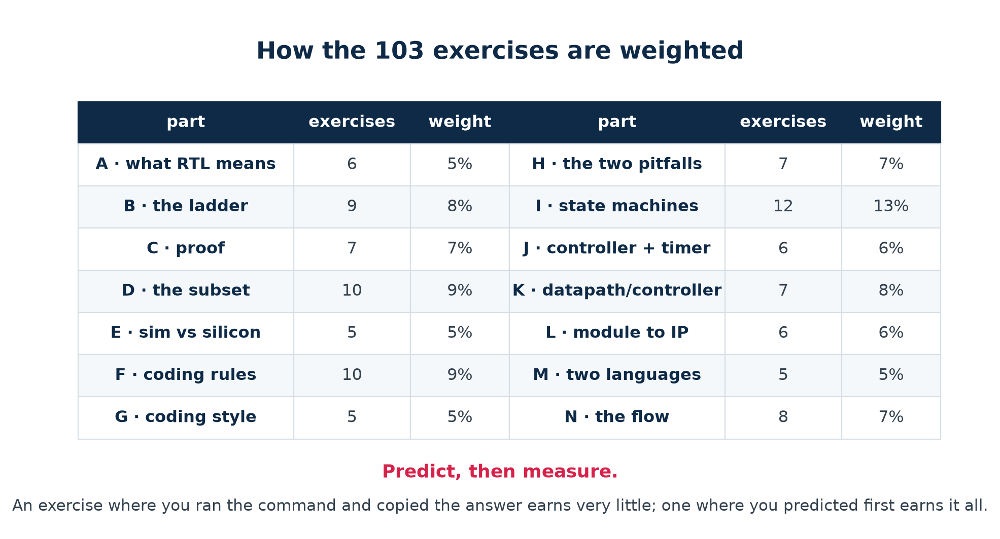 How the 103 exercises are weighted
part exercises weight part exercises weight
A · what RTL means 6 5% H · the two pitfalls 7 7%
B · the ladder 9 8% I · state machines 12 13%
C · proof 7 7% J · controller + timer 6 6%
D · the subset 10 9% K · datapath/controller 7 8%
E · sim vs silicon 5 5% L · module to IP 6 6%
F · coding rules 10 9% M · two languages 5 5%
G · coding style 5 5% N · the flow 8 7%
Predict, then measure.
An exercise where you ran the command and copied the answer earns very little; one where you predicted first earns it all.